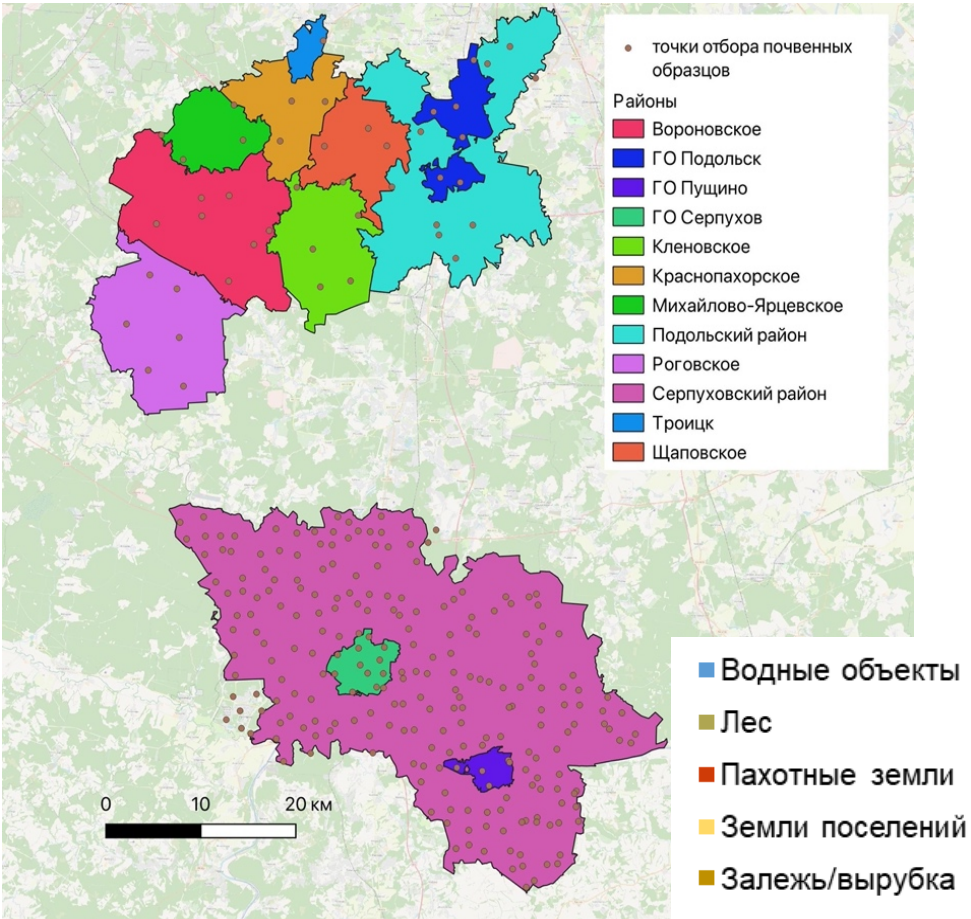 точки отбора почвенных
образцов
Районы
Вороновское
ГО Подольск
ГО Пущино
ГО Серпухов
Кленовское
Краснопахорское
Михайлово-Ярцевское
Подольский район
Роговское
Серпуховский район
Троицк
Щаповское
0 10 20 км
Водные объекты
Лес
Пахотные земли
Земли поселений
Залежь/вырубка